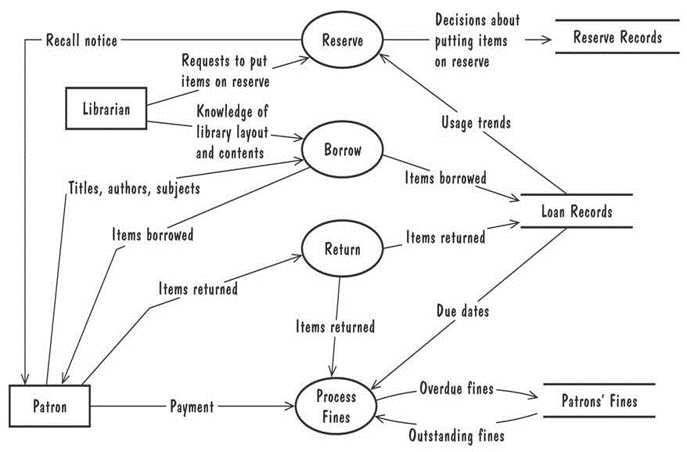 Recall notice
Reserve
Decisions about
putting items
on reserve
Reserve Records
Requests to put
items on reserve
Librarian
Knowledge of
library layout
and contents
Usage trends
Borrow
Titles, authors, subjects
Items borrowed
Items borrowed
Loan Records
Return
Items returned
Items returned
Items returned
Due dates
Patron
Payment
Process
Fines
Overdue fines
Patrons' Fines
Outstanding fines